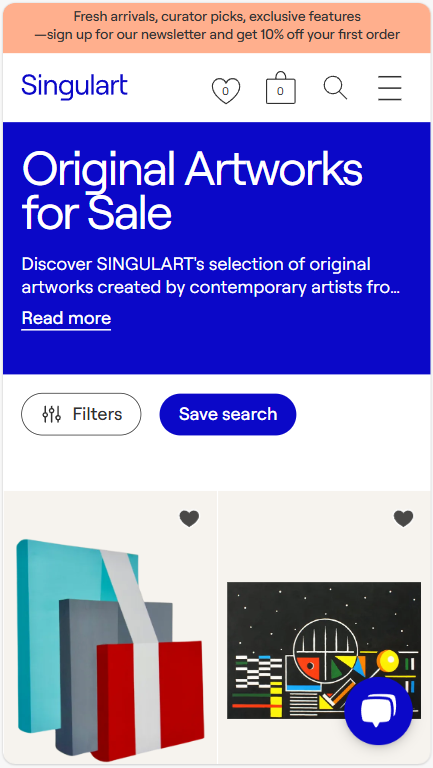 Fresh arrivals, curator picks, exclusive features
—sign up for our newsletter and get 10% off your first order
Singulart
0
0
Original Artworks
for Sale
Discover SINGULART's selection of original
artworks created by contemporary artists fro...
Read more
Filters
Save search